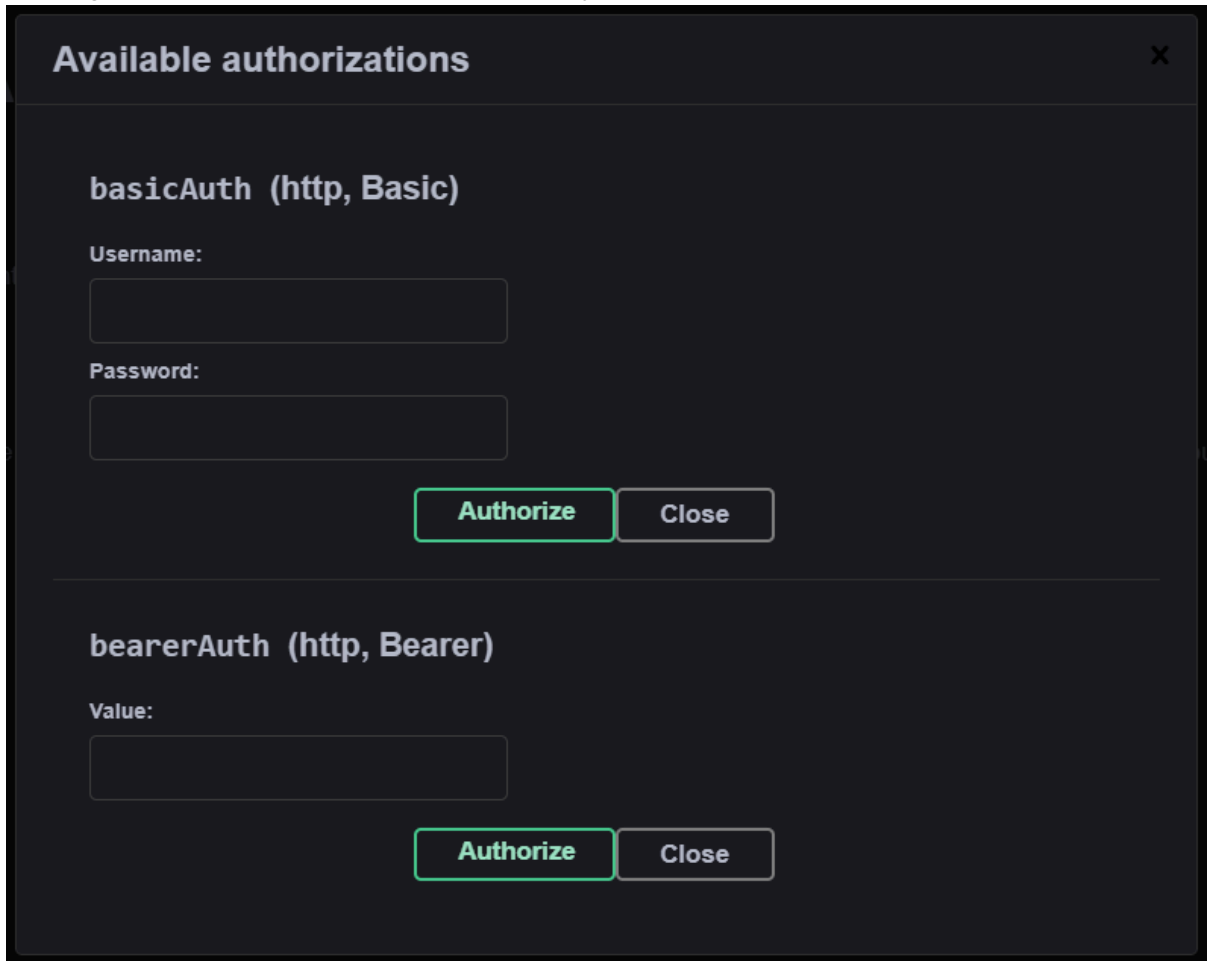 Available authorizations
basicAuth (http, Basic)
Username:
Password:
Authorize Close
bearerAuth (http, Bearer)
Value:
Authorize Close